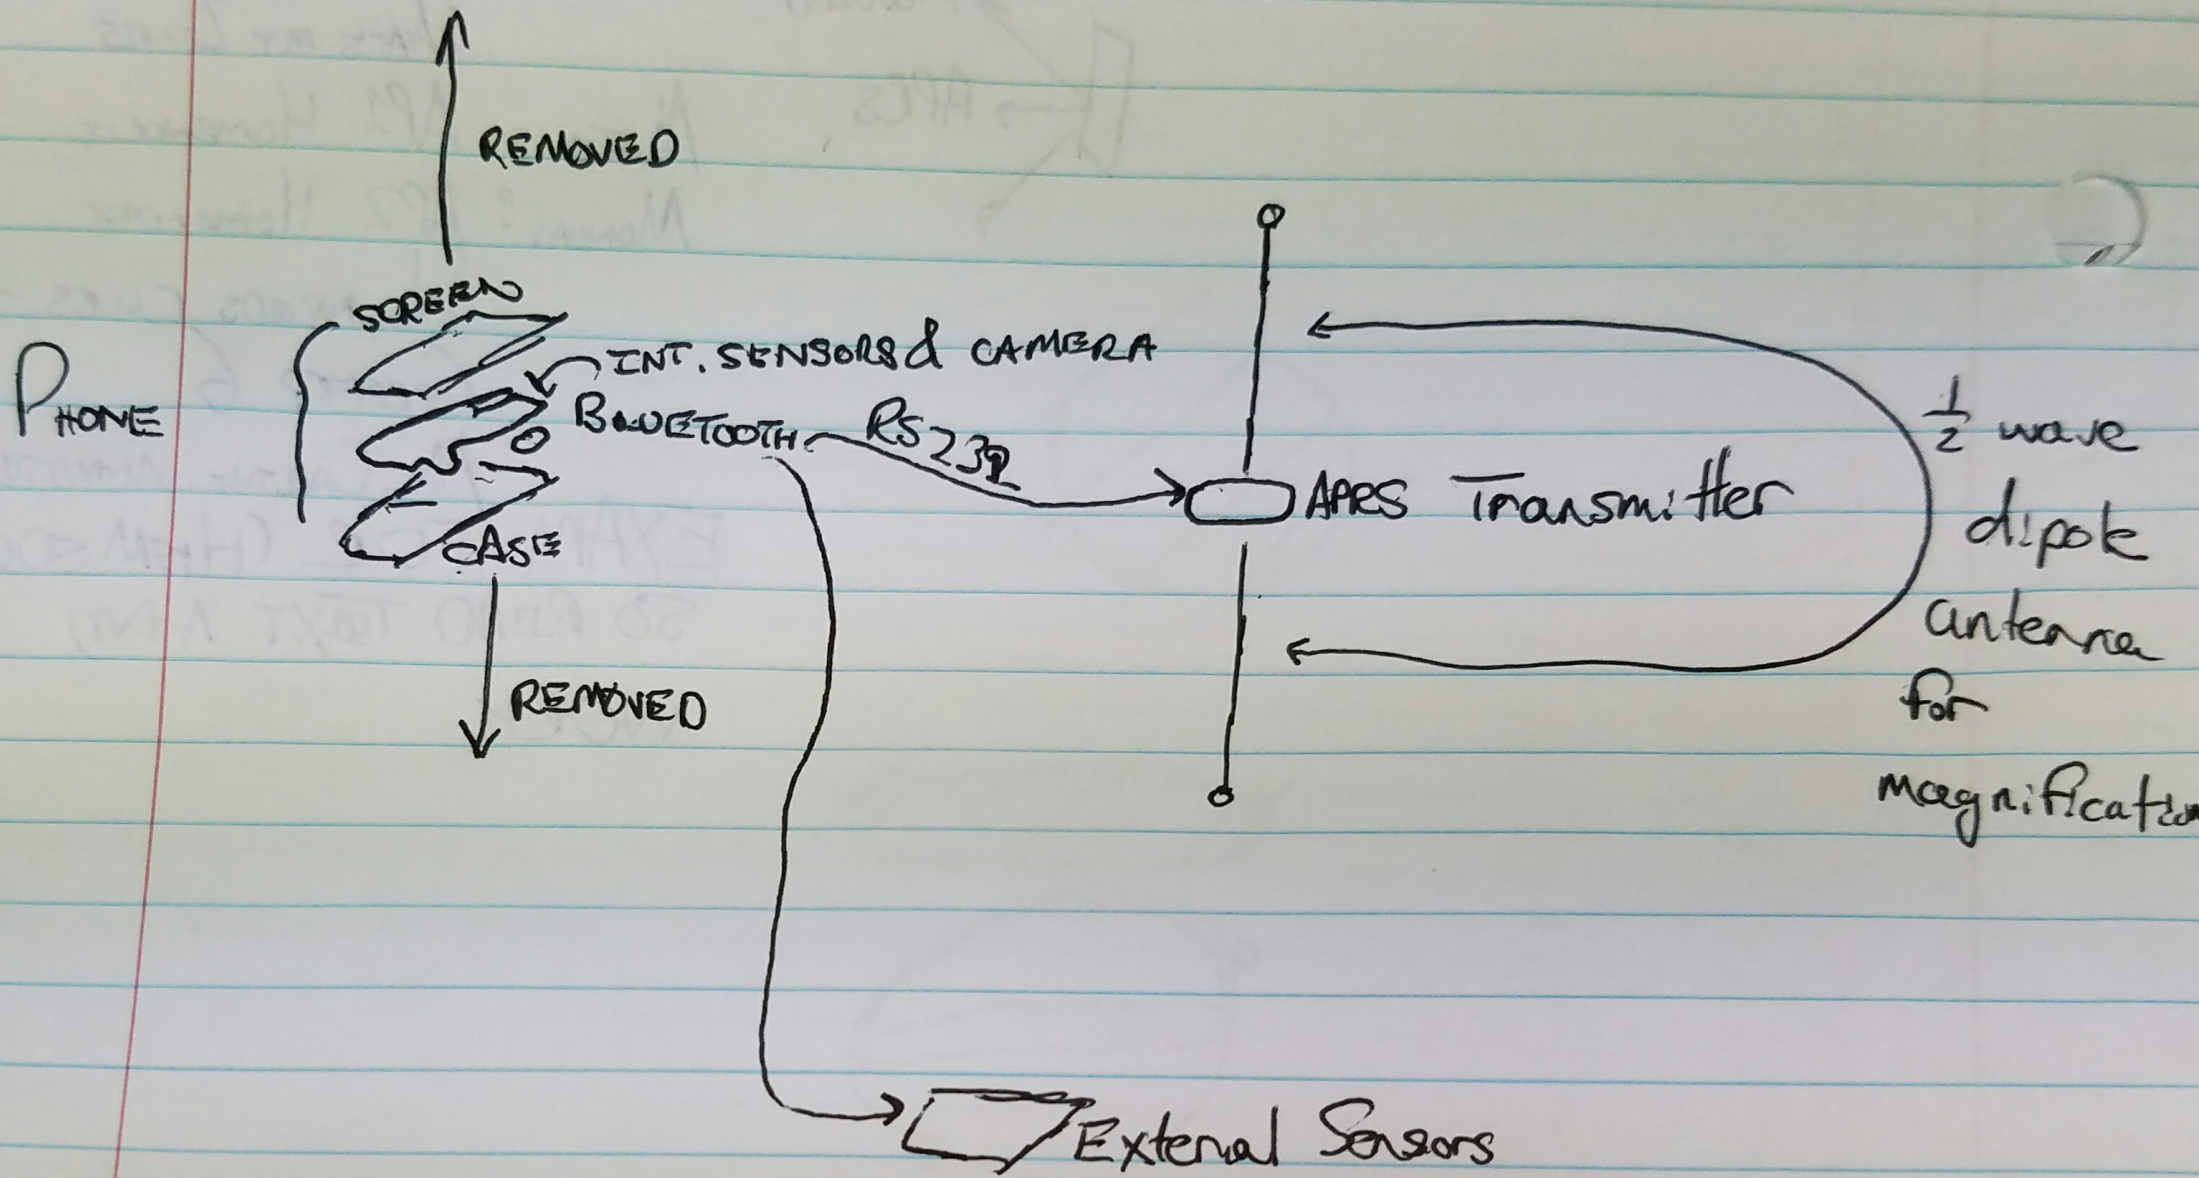 REMOVED
SCREEN
INT. SENSORS & CAMERA
PHONE
BLUETOOTH
RS232
APRS Transmitter
1/2 wave
dipole
antenna
for
magnification
CASE
REMOVED
External Sensors